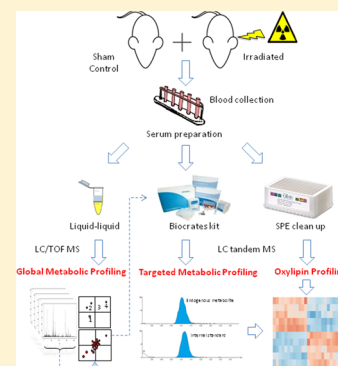 Sham
Control
Irradiated
Blood collection
Serum preparation
Liquid-liquid
Biocrates kit
SPE clean up
LC/TOF MS
LC tandem MS
Global Metabolic Profiling
Targeted Metabolic Profiling
Oxylipin Profilin
Endogenous metabolite
Internal standard